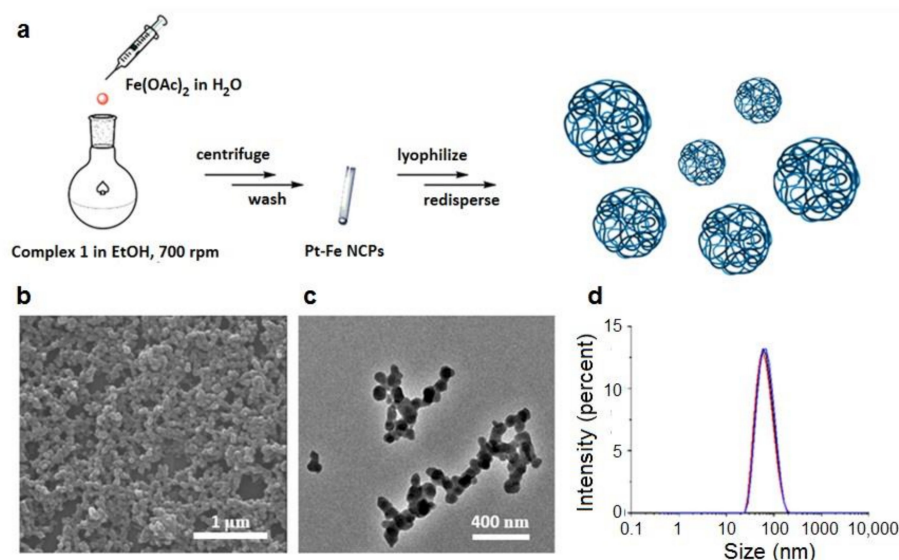 a
Fe(OAc)₂ in H₂O
centrifuge
wash
lyophilize
redisperse
Complex 1 in EtOH, 700 rpm
Pt-Fe NCPs
b
1 µm
c
400 nm
d
Intensity (percent)
15
10
5
0
0.1 1 10 100 1000 10,000
Size (nm)